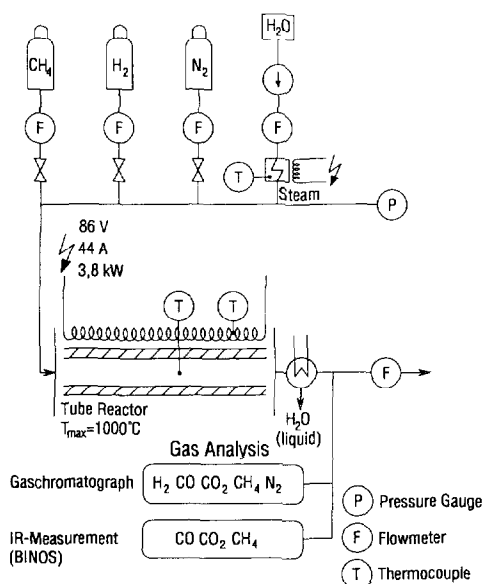 H₂O
CH₄ H₂ N₂
F F F F
T
Steam
P
86 V
44 A
3,8 kW
T T
F
Tube Reactor
Tmax=1000°C
H₂O
(liquid)
Gas Analysis
Gaschromatograph H₂ CO CO₂ CH₄ N₂
IR-Measurement
(BINOS)
CO CO₂ CH₄
P Pressure Gauge
F Flowmeter
T Thermocouple